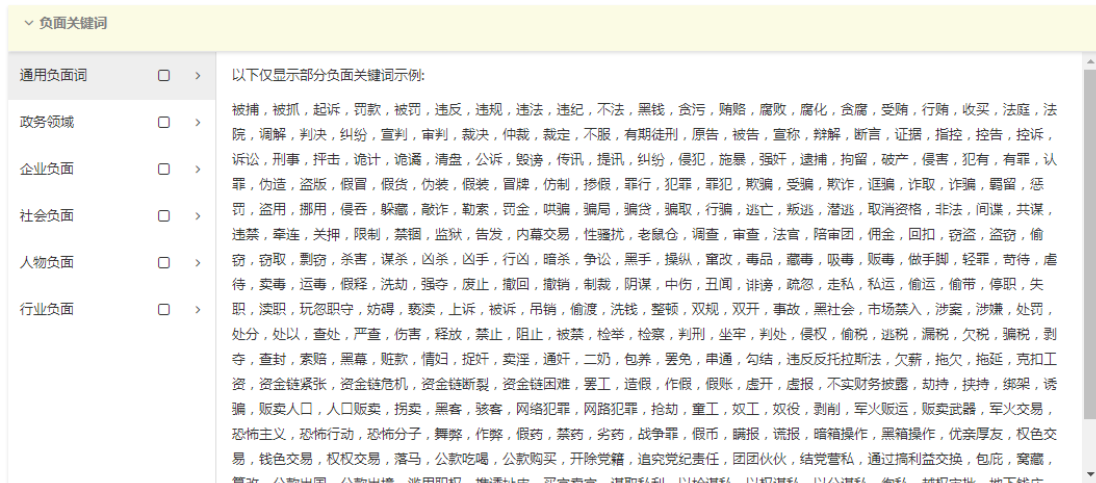 负面关键词
通用负面词
政务领域
企业负面
社会负面
人物负面
行业负面
以下仅显示部分负面关键词示例:
被捕，被抓，起诉，罚款，被罚，违反，违规，违法，违纪，不法，黑钱，贪污，贿赂，腐败，腐化，贪腐，受贿，行贿，收买，法庭，法
院，调解，判决，纠纷，宣判，审判，裁决，仲裁，裁定，不服，有期徒刑，原告，被告，宣称，辩解，断言，证据，指控，控告，控诉，
诉讼，刑事，抨击，诡计，诡谲，清盘，公诉，毁谤，传讯，提讯，纠纷，侵犯，施暴，强奸，逮捕，拘留，破产，侵害，犯有，有罪，认
罪，伪造，盗版，假冒，假货，伪装，假装，冒牌，仿制，掺假，罪行，犯罪，罪犯，欺骗，受骗，欺诈，诓骗，诈取，诈骗，羁留，惩
罚，盗用，挪用，侵吞，躲藏，敲诈，勒索，罚金，哄骗，骗局，骗贷，骗取，行骗，逃亡，叛逃，潜逃，取消资格，非法，间谍，共谋，
违禁，牵连，关押，限制，禁锢，监狱，告发，内幕交易，性骚扰，老鼠仓，调查，审查，法官，陪审团，佣金，回扣，窃盗，盗窃，偷
窃，窃取，剽窃，杀害，谋杀，凶杀，凶手，行凶，暗杀，争讼，黑手，操纵，窜改，毒品，藏毒，吸毒，贩毒，做手脚，轻罪，苛待，虐
待，卖毒，运毒，假释，洗劫，强夺，废止，撤回，撤销，制裁，阴谋，中伤，丑闻，诽谤，疏忽，走私，私运，偷运，偷带，停职，失
职，渎职，玩忽职守，妨碍，亵渎，上诉，被诉，吊销，偷渡，洗钱，整顿，双规，双开，事故，黑社会，市场禁入，涉案，涉嫌，处罚，
处分，处以，查处，严查，伤害，释放，禁止，阻止，被禁，检举，检察，判刑，坐牢，判处，侵权，偷税，逃税，漏税，欠税，骗税，剥
夺，查封，索赔，黑幕，赃款，情妇，捉奸，卖淫，通奸，二奶，包养，罢免，串通，勾结，违反反托拉斯法，欠薪，拖欠，拖延，克扣工
资，资金链紧张，资金链危机，资金链断裂，资金链困难，罢工，造假，作假，假账，虚开，虚报，不实财务披露，劫持，挟持，绑架，诱
骗，贩卖人口，人口贩卖，拐卖，黑客，骇客，网络犯罪，网路犯罪，抢劫，童工，奴工，奴役，剥削，军火贩运，贩卖武器，军火交易，
恐怖主义，恐怖行动，恐怖分子，舞弊，作弊，假药，禁药，劣药，战争罪，假币，瞒报，谎报，暗箱操作，黑箱操作，优亲厚友，权色交
易，钱色交易，权权交易，落马，公款吃喝，公款购买，开除党籍，追究党纪责任，团团伙伙，结党营私，通过搞利益交换，包庇，窝藏，